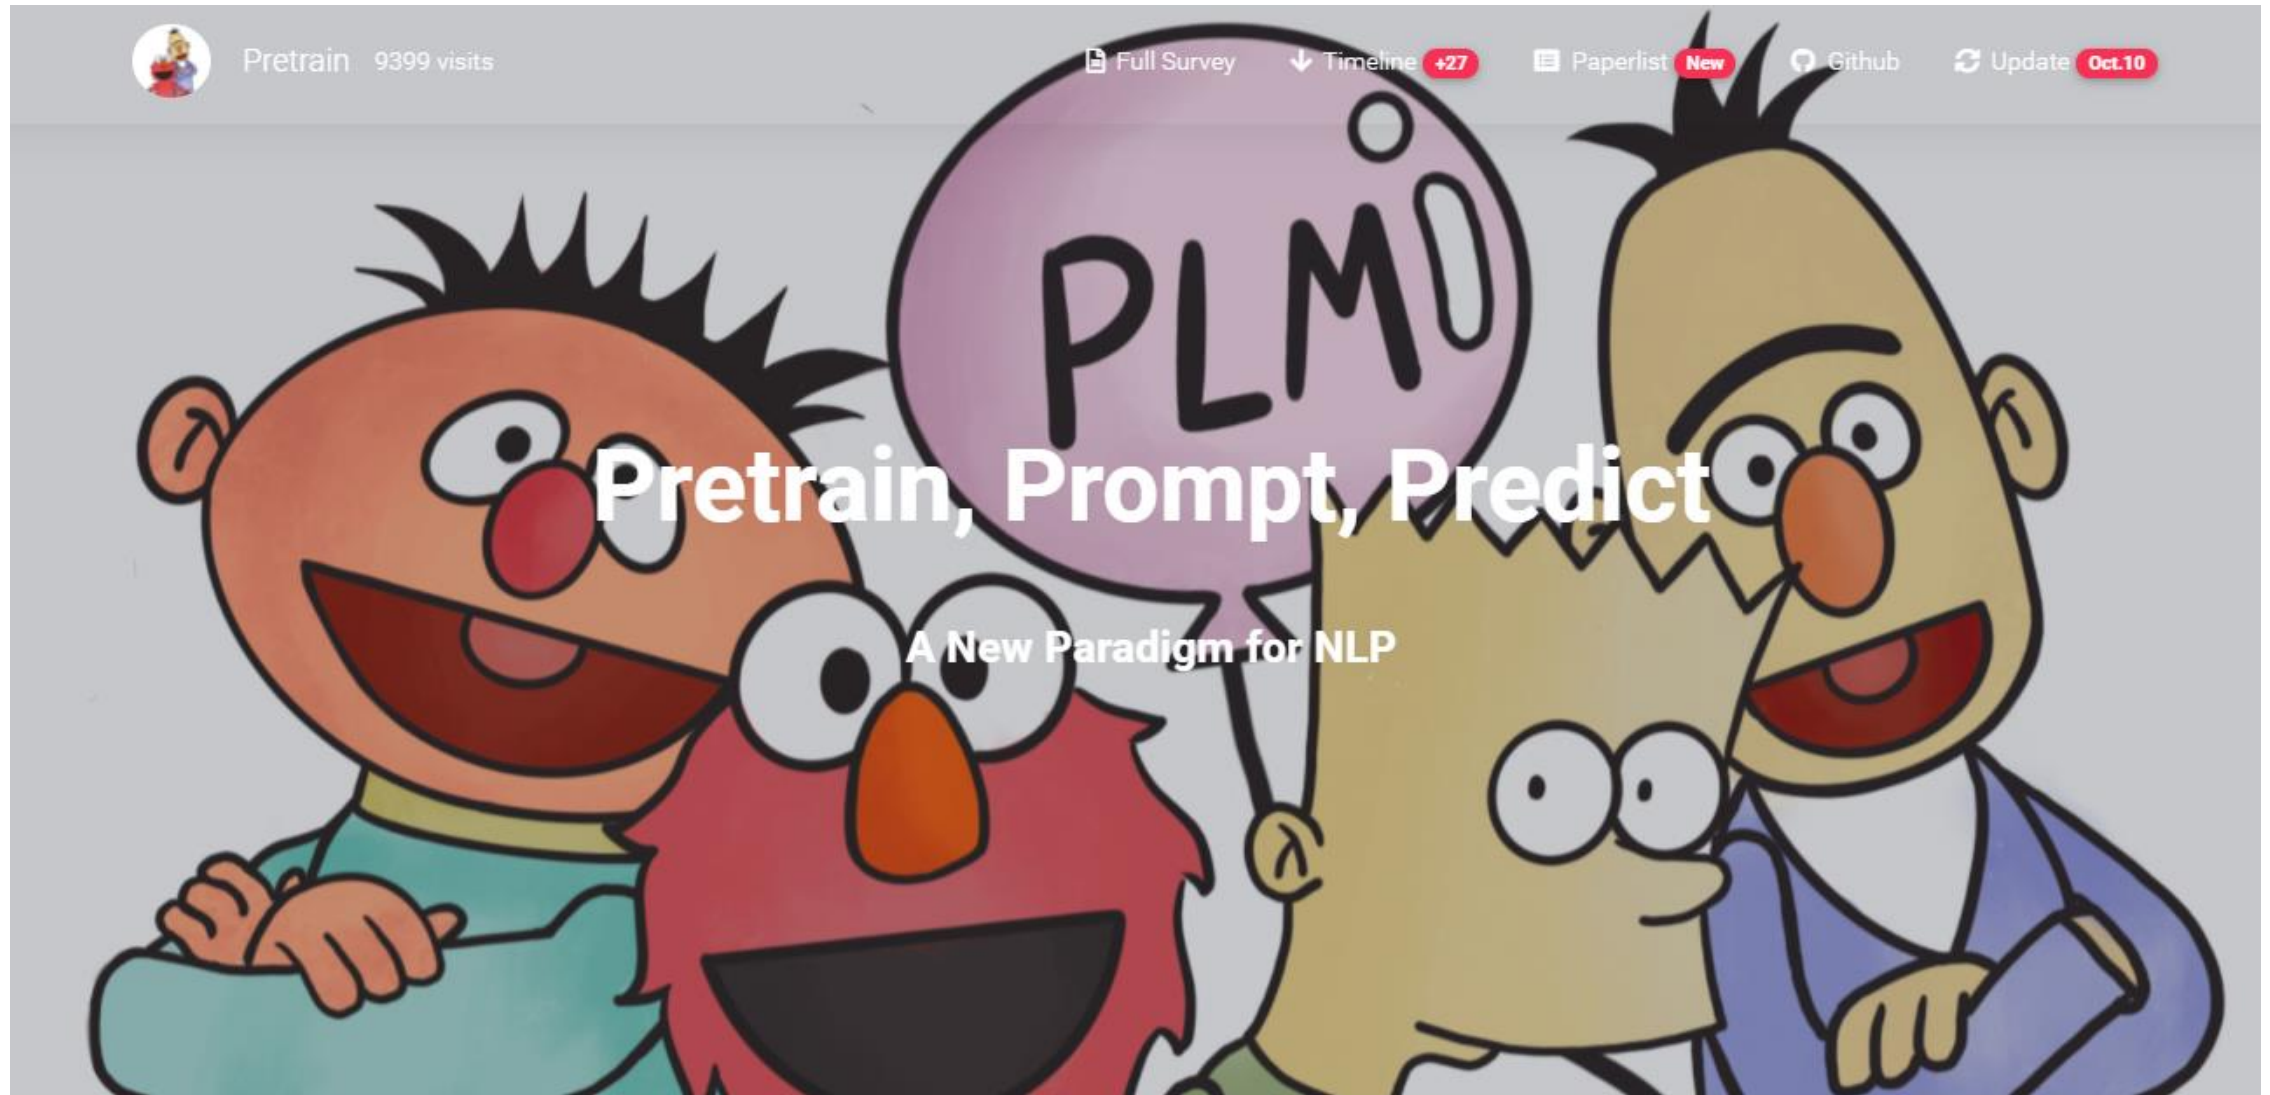 Pretrain 9399 visits Full Survey Timeline +27 Paperlist New Github Update Oct.10
PLM
Pretrain, Prompt, Predict
A New Paradigm for NLP